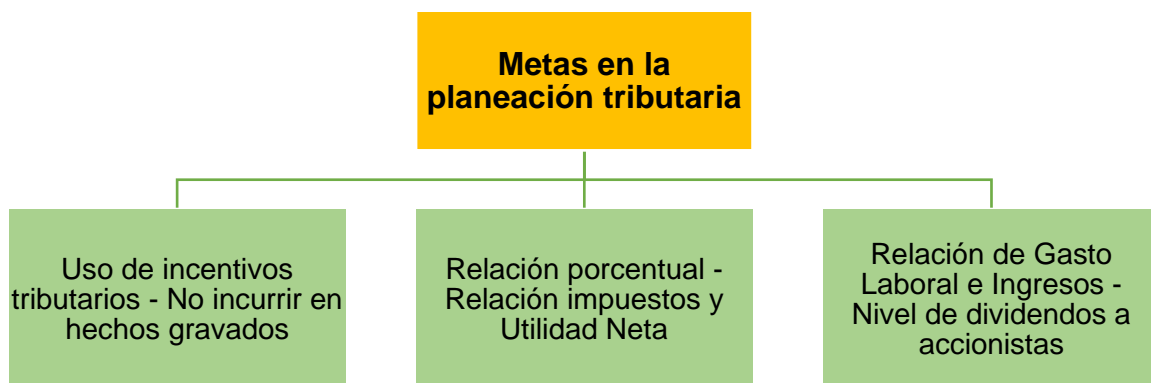 Metas en la
planeación tributaria
Uso de incentivos
tributarios - No incurrir en
hechos gravados
Relación porcentual -
Relación impuestos y
Utilidad Neta
Relación de Gasto
Laboral e Ingresos -
Nivel de dividendos a
accionistas